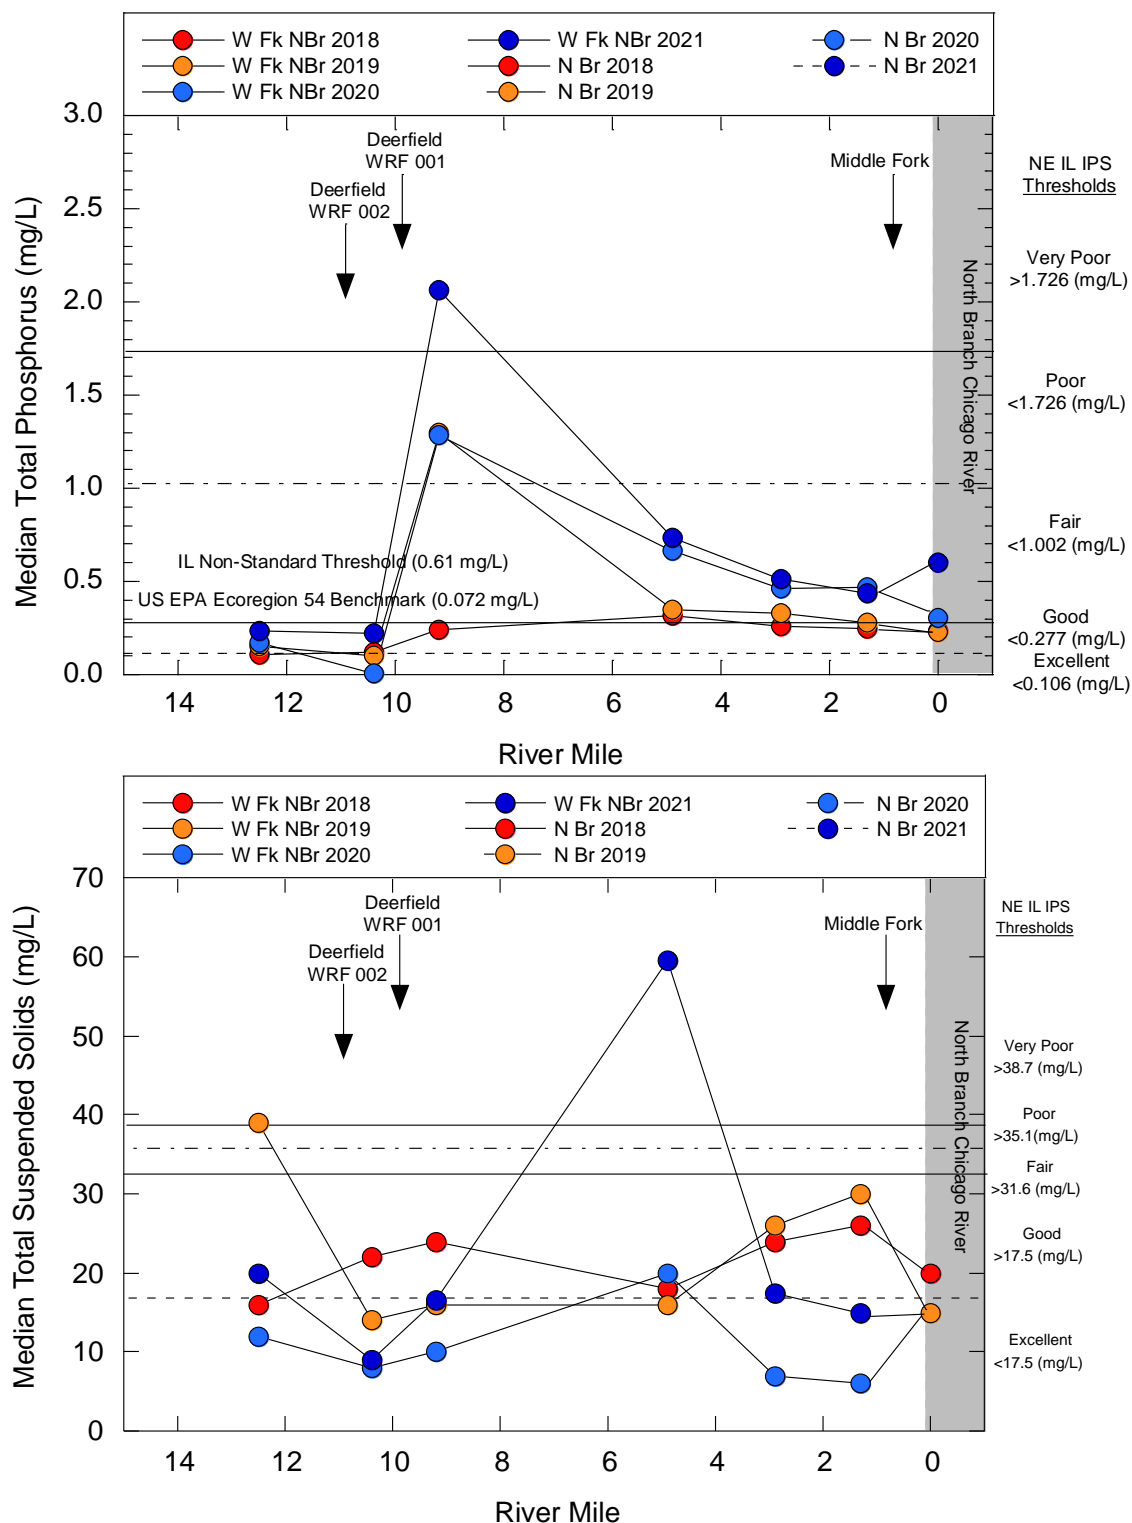 W Fk NBr 2018
W Fk NBr 2019
W Fk NBr 2020
W Fk NBr 2021
N Br 2018
N Br 2019
N Br 2020
N Br 2021
Median Total Phosphorus (mg/L)
3.0
2.5
2.0
1.5
1.0
0.5
0.0
Deerfield
WRF 001
Deerfield
WRF 002
Middle Fork
IL Non-Standard Threshold (0.61 mg/L)
US EPA Ecoregion 54 Benchmark (0.072 mg/L)
North Branch Chicago River
NE IL IPS
Thresholds
Very Poor
>1.726 (mg/L)
Poor
<1.726 (mg/L)
Fair
<1.002 (mg/L)
Good
<0.277 (mg/L)
Excellent
<0.106 (mg/L)
14 12 10 8 6 4 2 0
River Mile
W Fk NBr 2018
W Fk NBr 2019
W Fk NBr 2020
W Fk NBr 2021
N Br 2018
N Br 2019
N Br 2020
N Br 2021
Median Total Suspended Solids (mg/L)
70
60
50
40
30
20
10
0
Deerfield
WRF 001
Deerfield
WRF 002
Middle Fork
North Branch Chicago River
NE IL IPS
Thresholds
Very Poor
>38.7 (mg/L)
Poor
>35.1(mg/L)
Fair
>31.6 (mg/L)
Good
>17.5 (mg/L)
Excellent
<17.5 (mg/L)
14 12 10 8 6 4 2 0
River Mile